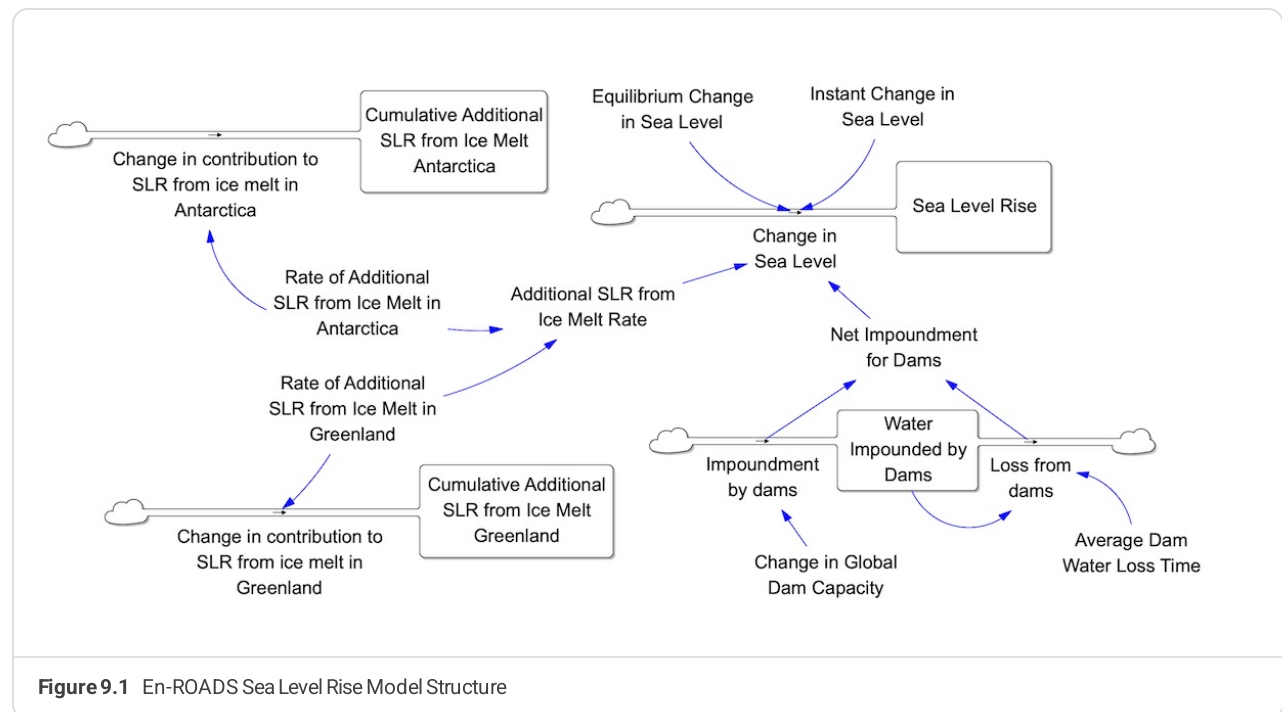 Cumulative Additional
SLR from Ice Melt
Antarctica
Change in contribution to
SLR from ice melt in
Antarctica
Equilibrium Change
in Sea Level
Instant Change in
Sea Level
Sea Level Rise
Change in
Sea Level
Rate of Additional
SLR from Ice Melt in
Antarctica
Additional SLR from
Ice Melt Rate
Net Impoundment
for Dams
Rate of Additional
SLR from Ice Melt in
Greenland
Water
Impounded by
Dams
Impoundment
by dams
Loss from
dams
Cumulative Additional
SLR from Ice Melt
Greenland
Change in contribution to
SLR from ice melt in
Greenland
Change in Global
Dam Capacity
Average Dam
Water Loss Time
Figure 9.1 En-ROADS Sea Level Rise Model Structure